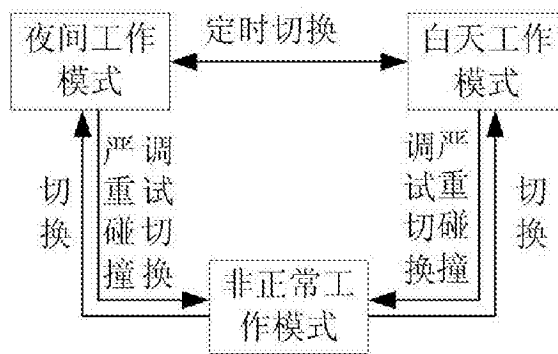 夜间工作
模式
定时切换
白天工作
模式
切换
严重碰撞
调试切换
调试切换
严重碰撞
切换
非正常工
作模式